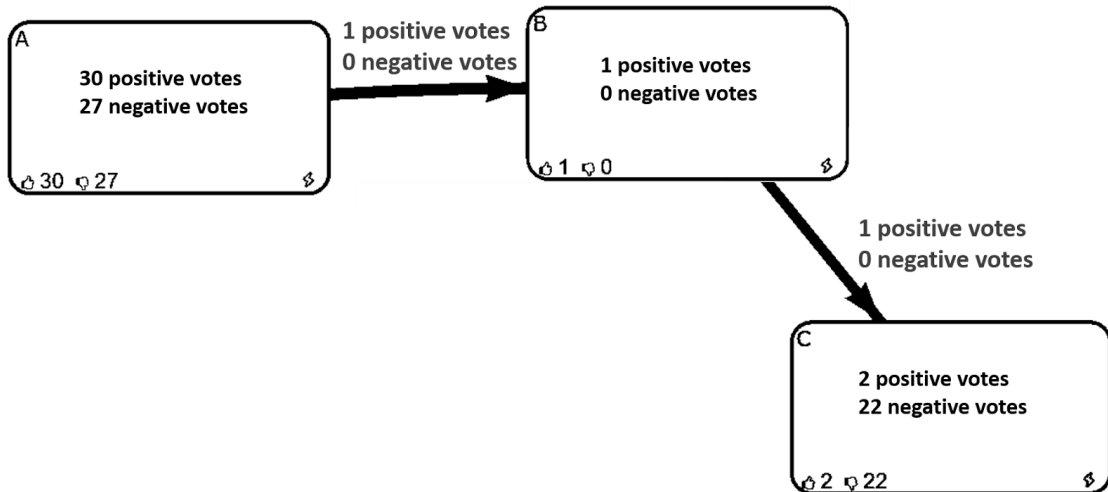 A
30 positive votes
27 negative votes
30 27
1 positive votes
0 negative votes
B
1 positive votes
0 negative votes
1 0
1 positive votes
0 negative votes
C
2 positive votes
22 negative votes
2 22